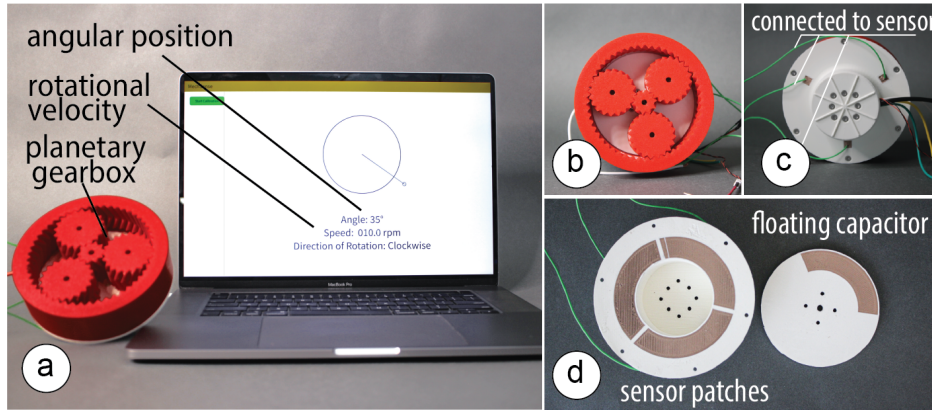 angular position
rotational
velocity
planetary
gearbox
Angle: 35°
Speed: 010.0 rpm
Direction of Rotation: Clockwise
MacBook Pro
a
b
connected to sensor
c
floating capacitor
d
sensor patches